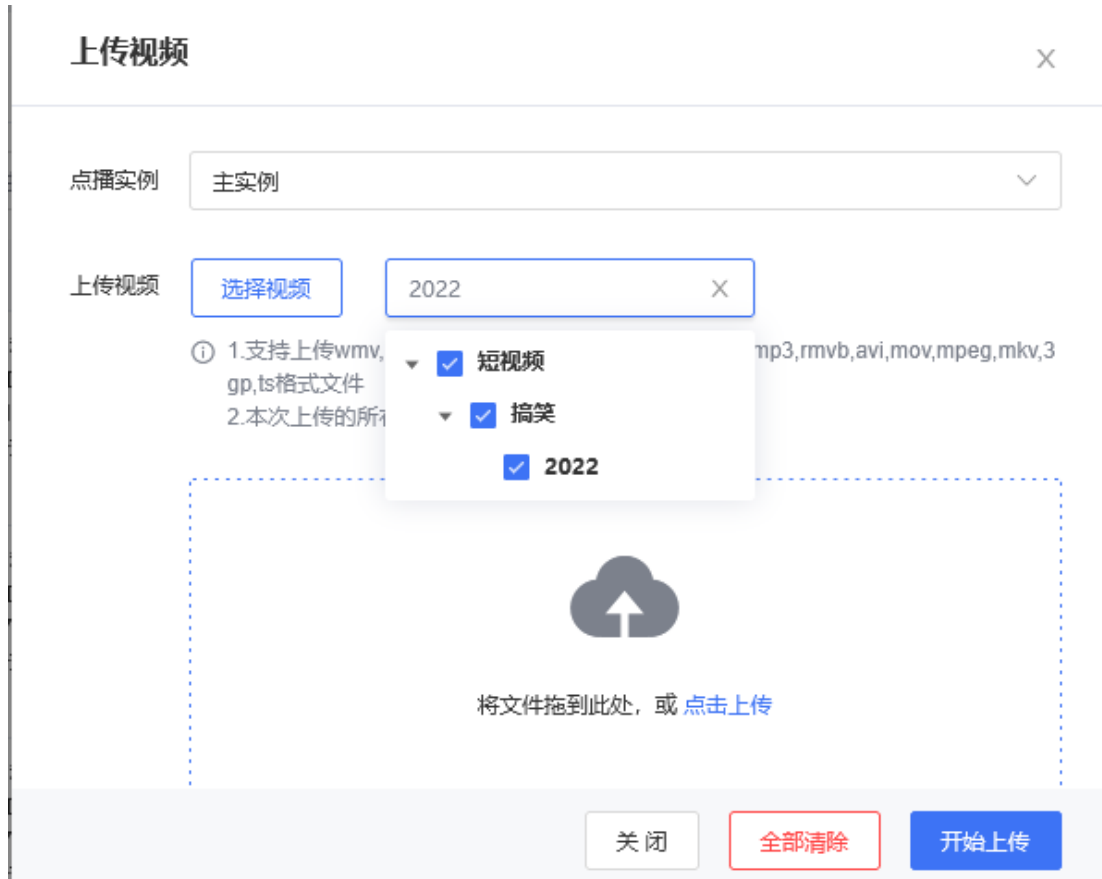 上传视频
点播实例
主实例
上传视频
选择视频
2022
1.支持上传wmv,
mp3,rmvb,avi,mov,mpeg,mkv,3
gp,ts格式文件
2.本次上传的所
短视频
搞笑
2022
将文件拖到此处，或 点击上传
关闭
全部清除
开始上传